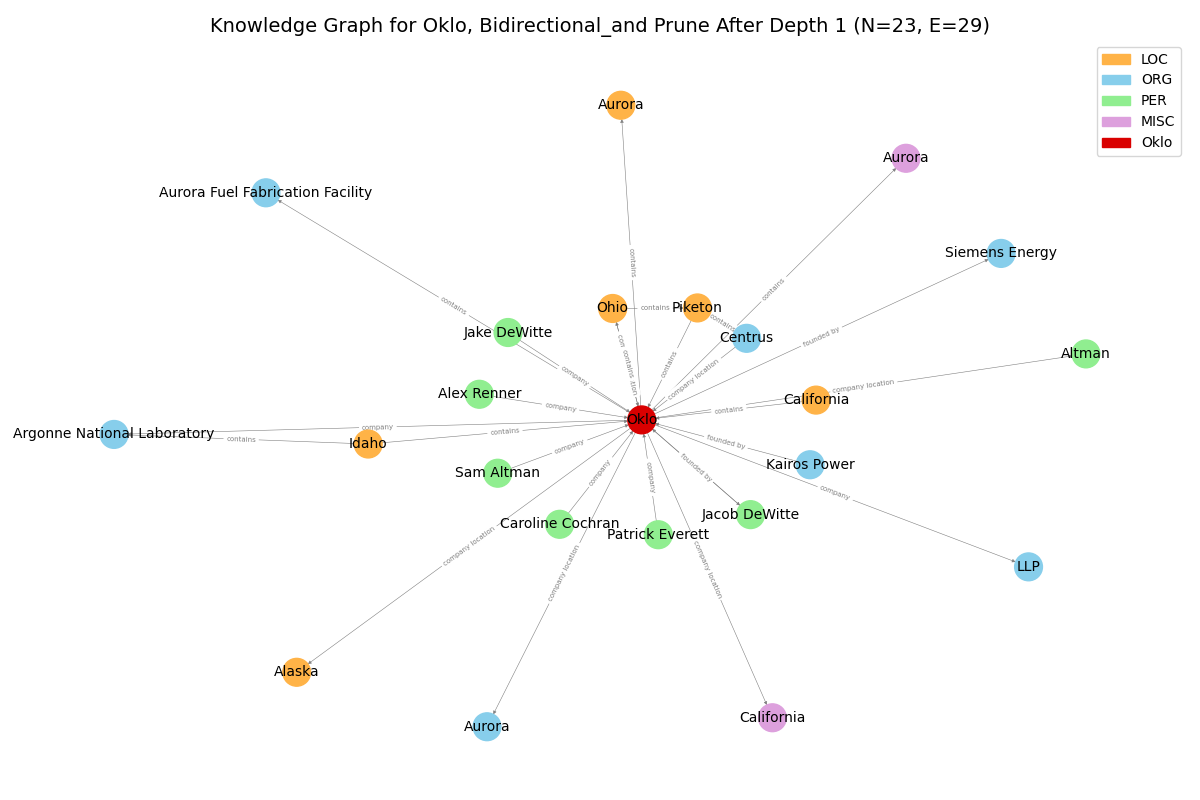 Knowledge Graph for Oklo, Bidirectional_and Prune After Depth 1 (N=23, E=29)
LOC
ORG
PER
MISC
Oklo
Aurora
Aurora
Aurora Fuel Fabrication Facility
Siemens Energy
contains
contains
contains
Ohio
contains
Piketon
contains
Jake DeWitte
Centrus
founded by
Altman
company
contains
company location
company location
Alex Renner
California
company
contains
Oklo
Argonne National Laboratory
company
contains
Idaho
contains
founded by
Kairos Power
Sam Altman
company
company
company
founded by
company
Caroline Cochran
Patrick Everett
Jacob DeWitte
company location
company location
company location
LLP
Alaska
Aurora
California